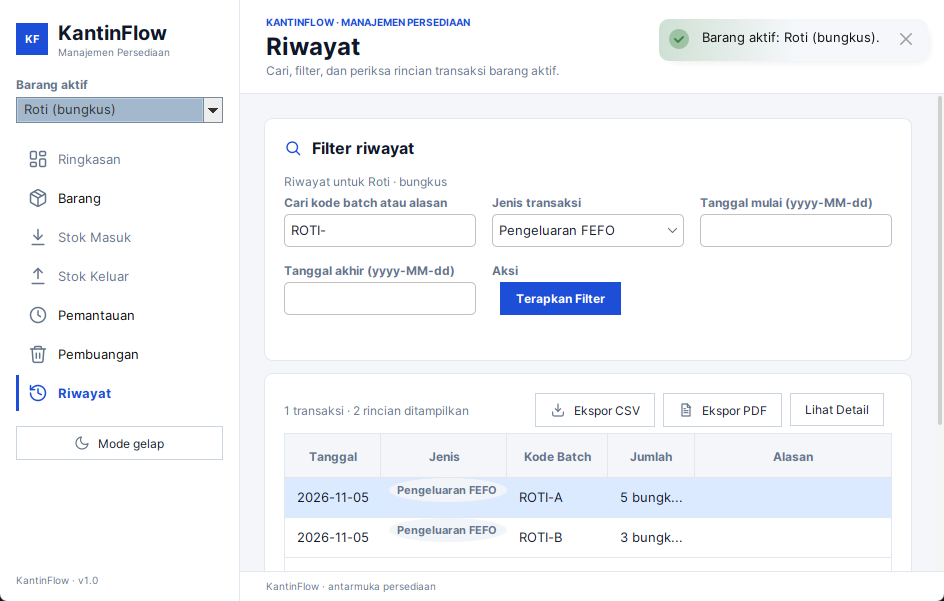 KF
KantinFlow
Manajemen Persediaan
Barang aktif
Roti (bungkus)
Ringkasan
Barang
Stok Masuk
Stok Keluar
Pemantauan
Pembuangan
Riwayat
Mode gelap
KantinFlow · v1.0
KANTINFLOW · MANAJEMEN PERSEDIAAN
Riwayat
Cari, filter, dan periksa rincian transaksi barang aktif.
Barang aktif: Roti (bungkus).
Filter riwayat
Riwayat untuk Roti · bungkus
Cari kode batch atau alasan
Jenis transaksi
Tanggal mulai (yyyy-MM-dd)
ROTI-
Pengeluaran FEFO
Tanggal akhir (yyyy-MM-dd)
Aksi
Terapkan Filter
1 transaksi · 2 rincian ditampilkan
Ekspor CSV
Ekspor PDF
Lihat Detail
Tanggal Jenis Kode Batch Jumlah Alasan
2026-11-05 Pengeluaran FEFO ROTI-A 5 bungk...
2026-11-05 Pengeluaran FEFO ROTI-B 3 bungk...
KantinFlow · antarmuka persediaan